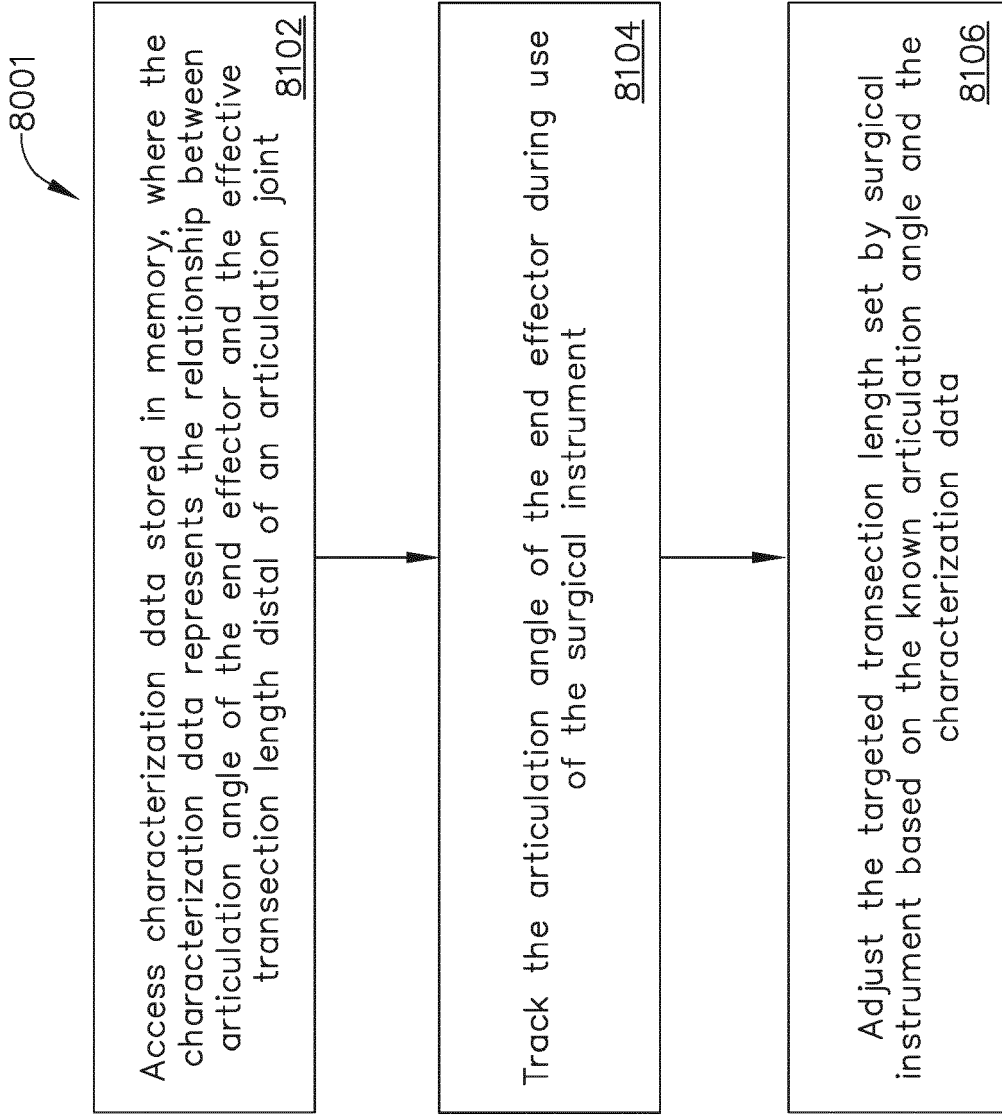 8001
Access characterization data stored in memory, where the
characterization data represents the relationship between
articulation angle of the end effector and the effective
transection length distal of an articulation joint
8102
Track the articulation angle of the end effector during use
of the surgical instrument
8104
Adjust the targeted transection length set by surgical
instrument based on the known articulation angle and the
characterization data
8106